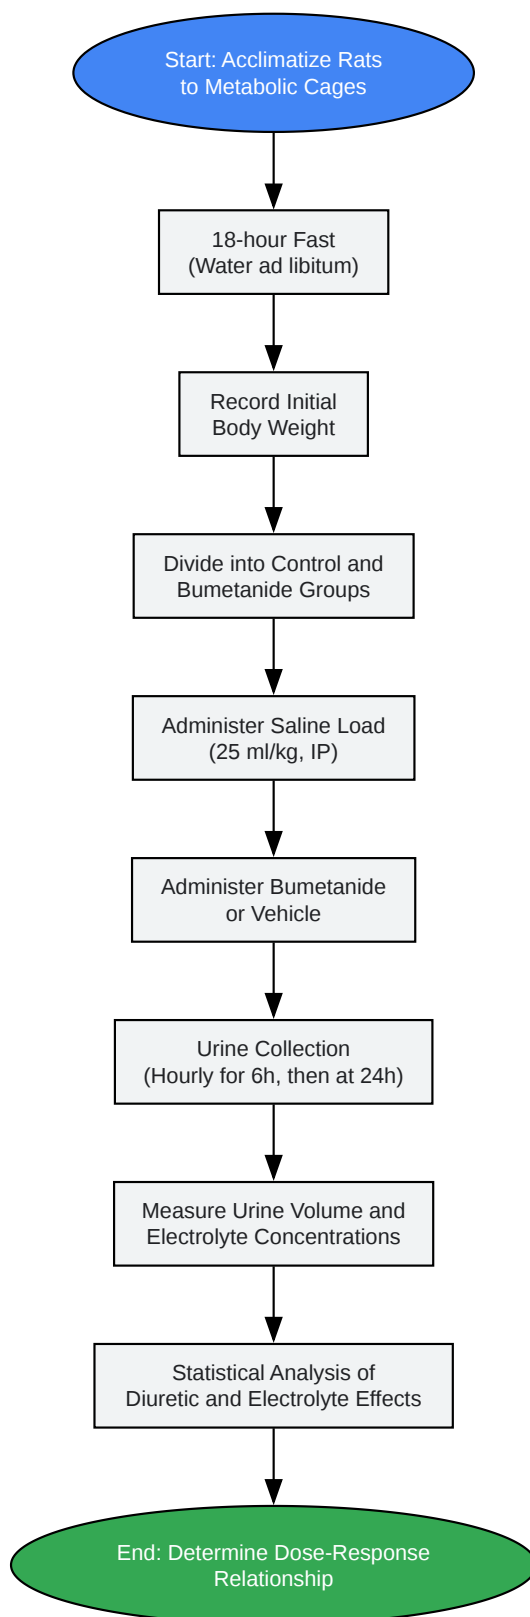 Start: Acclimatize Rats
to Metabolic Cages
18-hour Fast
(Water ad libitum)
Record Initial
Body Weight
Divide into Control and
Bumetanide Groups
Administer Saline Load
(25 ml/kg, IP)
Administer Bumetanide
or Vehicle
Urine Collection
(Hourly for 6h, then at 24h)
Measure Urine Volume and
Electrolyte Concentrations
Statistical Analysis of
Diuretic and Electrolyte Effects
End: Determine Dose-Response
Relationship